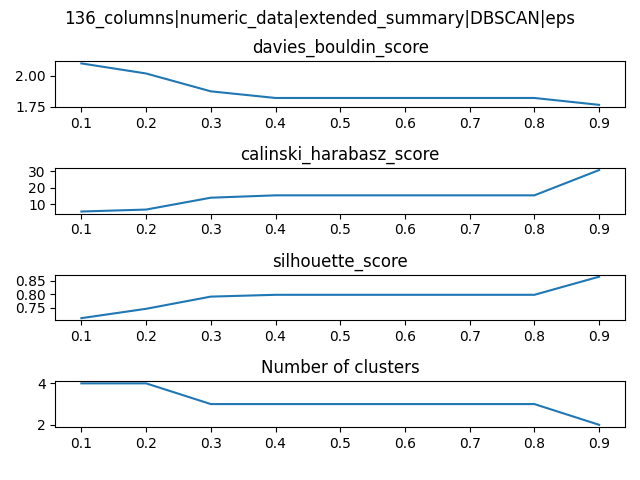 136_columns|numeric_data|extended_summary|DBSCAN|eps
davies_bouldin_score
2.00
1.75
0.1 0.2 0.3 0.4 0.5 0.6 0.7 0.8 0.9
calinski_harabasz_score
30
20
10
0.1 0.2 0.3 0.4 0.5 0.6 0.7 0.8 0.9
silhouette_score
0.85
0.80
0.75
0.1 0.2 0.3 0.4 0.5 0.6 0.7 0.8 0.9
Number of clusters
4
2
0.1 0.2 0.3 0.4 0.5 0.6 0.7 0.8 0.9